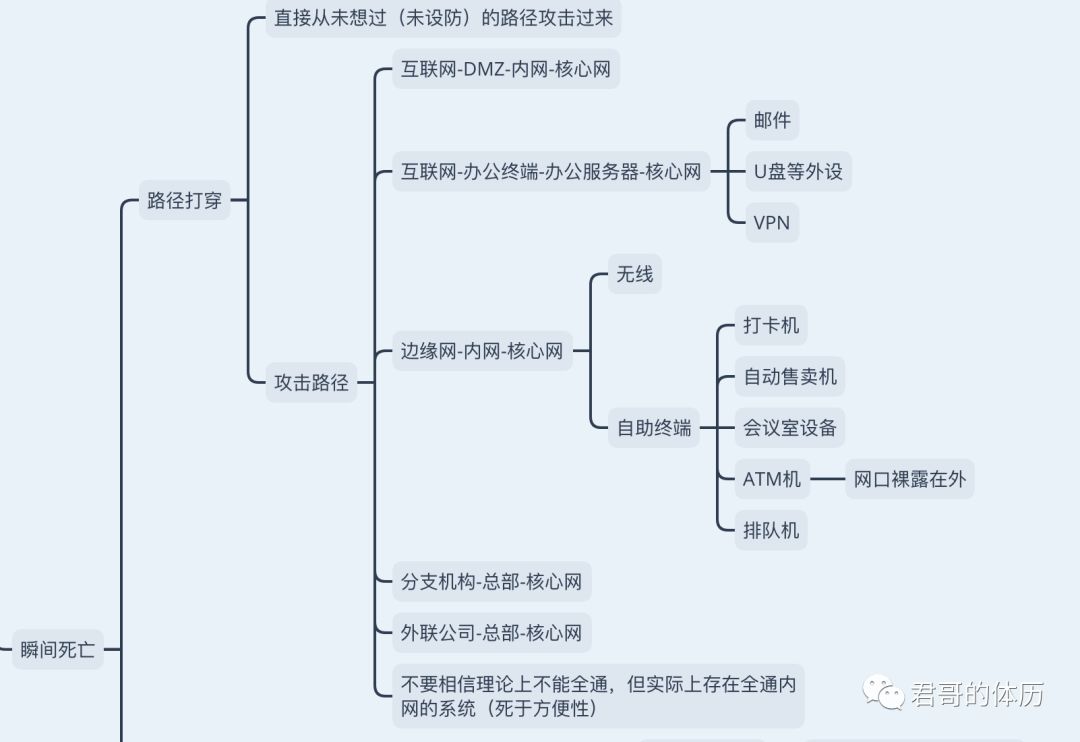 直接从未想过（未设防）的路径攻击过来
互联网-DMZ-内网-核心网
邮件
互联网-办公终端-办公服务器-核心网
U盘等外设
路径打穿
VPN
无线
打卡机
边缘网-内网-核心网
自动售卖机
攻击路径
自助终端
会议室设备
ATM机
网口裸露在外
排队机
分支机构-总部-核心网
外联公司-总部-核心网
瞬间死亡
不要相信理论上不能全通，但实际上存在全通内
网的系统（死于方便性）
君哥的体历